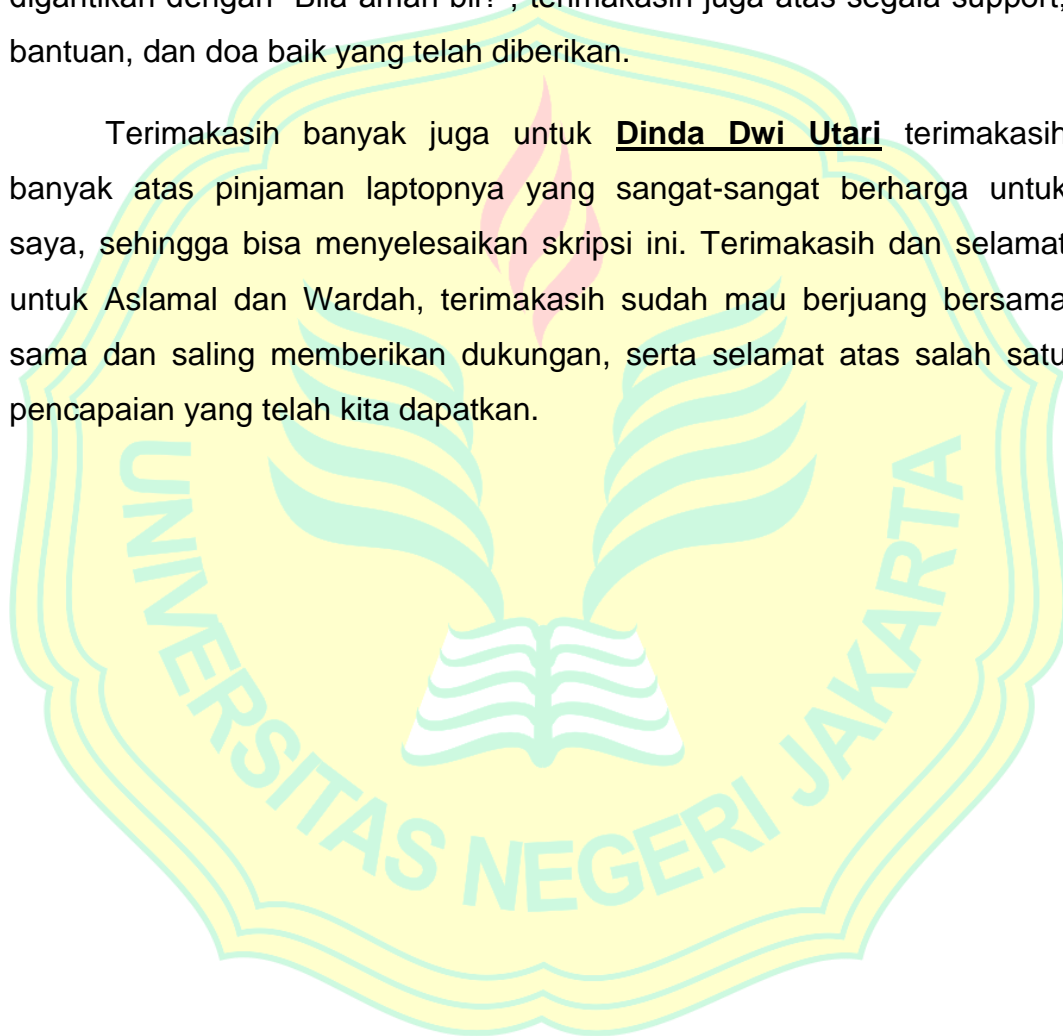 digantikan dengan "Bila aman bil?", terimakasih juga atas segala support,
bantuan, dan doa baik yang telah diberikan.
Terimakasih banyak juga untuk Dinda Dwi Utari terimakasih
banyak atas pinjaman laptopnya yang sangat-sangat berharga untuk
saya, sehingga bisa menyelesaikan skripsi ini. Terimakasih dan selamat
untuk Aslamal dan Wardah, terimakasih sudah mau berjuang bersama
sama dan saling memberikan dukungan, serta selamat atas salah satu
pencapaian yang telah kita dapatkan.
UNIVERSITAS NEGERI JAKARTA